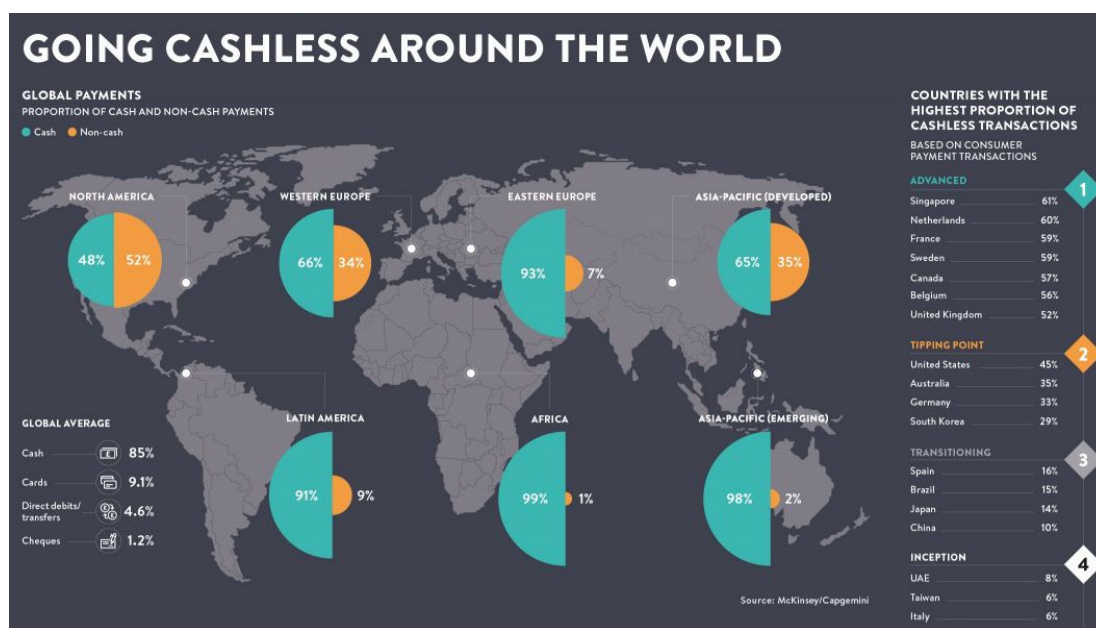 GOING CASHLESS AROUND THE WORLD
GLOBAL PAYMENTS
PROPORTION OF CASH AND NON-CASH PAYMENTS
Cash Non-cash
NORTH AMERICA
48% 52%
WESTERN EUROPE
66% 34%
EASTERN EUROPE
93% 7%
ASIA-PACIFIC (DEVELOPED)
65% 35%
LATIN AMERICA
91% 9%
AFRICA
99% 1%
ASIA-PACIFIC (EMERGING)
98% 2%
GLOBAL AVERAGE
Cash 85%
Cards 9.1%
Direct debits/
transfers 4.6%
Cheques 1.2%
Source: McKinsey/Capgemini
COUNTRIES WITH THE
HIGHEST PROPORTION OF
CASHLESS TRANSACTIONS
BASED ON CONSUMER
PAYMENT TRANSACTIONS
ADVANCED 1
Singapore 61%
Netherlands 60%
France 59%
Sweden 59%
Canada 57%
Belgium 56%
United Kingdom 52%
TIPPING POINT 2
United States 45%
Australia 35%
Germany 33%
South Korea 29%
TRANSITIONING 3
Spain 16%
Brazil 15%
Japan 14%
China 10%
INCEPTION 4
UAE 8%
Taiwan 6%
Italy 6%